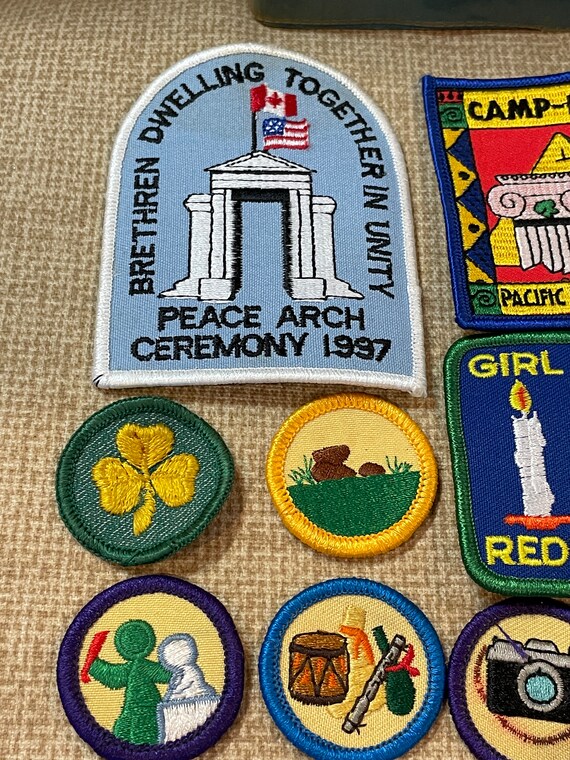 BRETHREN DWELLING TOGETHER IN UNITY
PEACE ARCH
CEREMONY 1997
CAMP-
PACIFIC
GIRL
RED